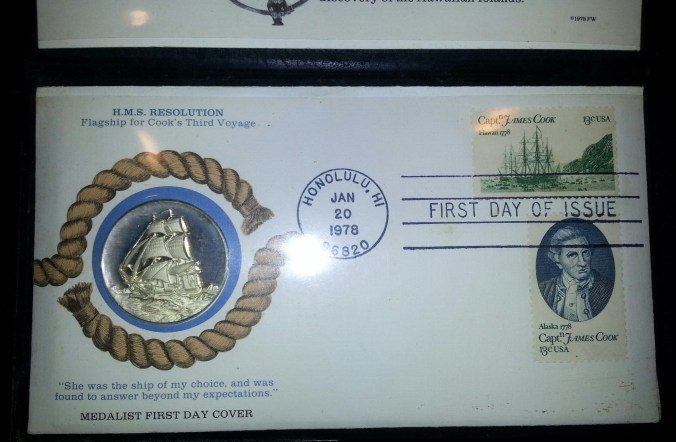 discovery of the Hawaiian Islands.
©1978 FW
H.M.S. RESOLUTION
Flagship for Cook's Third Voyage
"She was the ship of my choice, and was
found to answer beyond my expectations."
MEDALIST FIRST DAY COVER
HONOLULU, HI
JAN
20
1978
96820
FIRST DAY OF ISSUE
Captn JAMES COOK 13c USA
Hawaii 1778
Alaska 1778
Captn JAMES COOK
13c USA